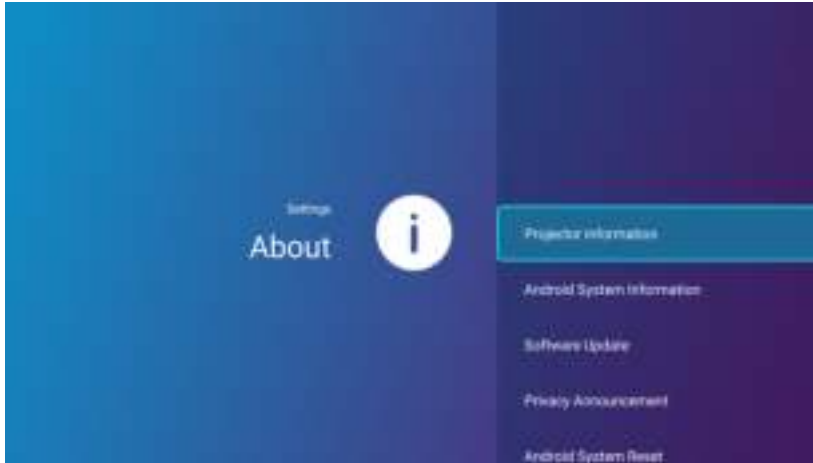 Settings
About
Projector Information
Android System Information
Software Update
Privacy Announcement
Android System Reset